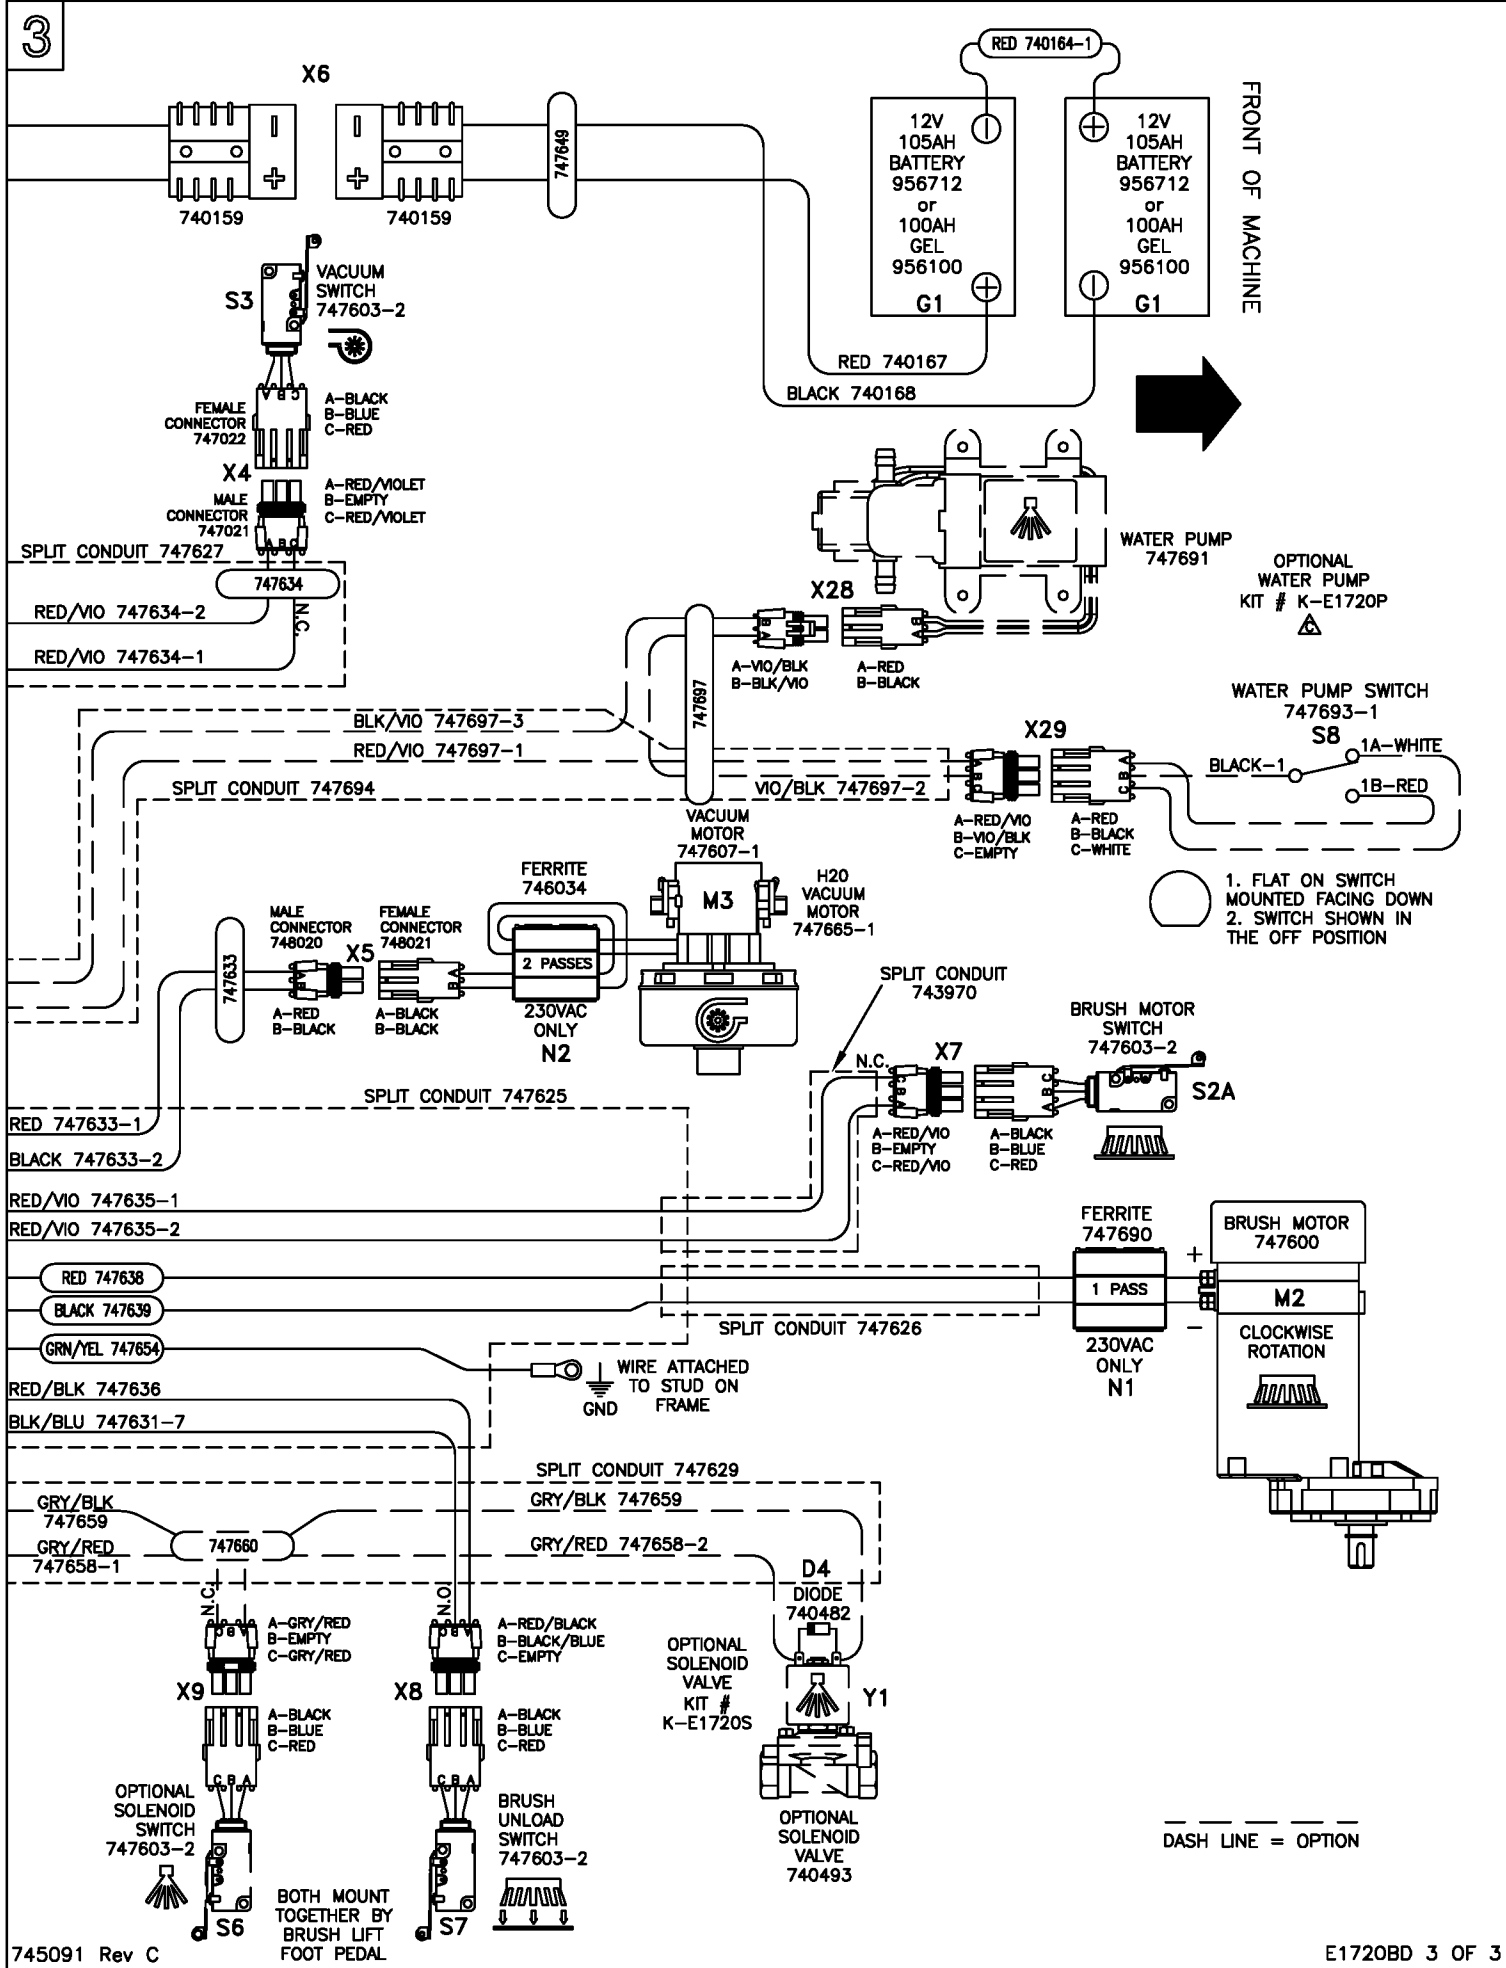 3
X6
RED 740164-1
747649
740159
740159
12V
105AH
BATTERY
956712
or
100AH
GEL
956100
G1
12V
105AH
BATTERY
956712
or
100AH
GEL
956100
G1
FRONT OF MACHINE
RED 740167
BLACK 740168
S3
VACUUM
SWITCH
747603-2
A B C
FEMALE
CONNECTOR
747022
A-BLACK
B-BLUE
C-RED
X4
MALE
CONNECTOR
747021
A-RED/VIOLET
B-EMPTY
C-RED/VIOLET
A B C
SPLIT CONDUIT 747627
747634
N.C.
RED/VIO 747634-2
RED/VIO 747634-1
WATER PUMP
747691
OPTIONAL
WATER PUMP
KIT # K-E1720P
C
X28
B
A
B
A
A-VIO/BLK
B-BLK/VIO
A-RED
B-BLACK
747697
BLK/VIO 747697-3
RED/VIO 747697-1
SPLIT CONDUIT 747694
VIO/BLK 747697-2
X29
A
B
C
A
B
C
A-RED/VIO
B-VIO/BLK
C-EMPTY
A-RED
B-BLACK
C-WHITE
WATER PUMP SWITCH
747693-1
S8
1A-WHITE
BLACK-1
1B-RED
1. FLAT ON SWITCH
MOUNTED FACING DOWN
2. SWITCH SHOWN IN
THE OFF POSITION
VACUUM
MOTOR
747607-1
M3
H20
VACUUM
MOTOR
747665-1
FERRITE
746034
2 PASSES
230VAC
ONLY
N2
747633
MALE
CONNECTOR
748020
X5
FEMALE
CONNECTOR
748021
A
B
A
B
A-RED
B-BLACK
A-BLACK
B-BLACK
SPLIT CONDUIT
743970
BRUSH MOTOR
SWITCH
747603-2
S2A
N.C.
X7
C
B
A
C
B
A
A-RED/VIO
B-EMPTY
C-RED/VIO
A-BLACK
B-BLUE
C-RED
SPLIT CONDUIT 747625
RED 747633-1
BLACK 747633-2
RED/VIO 747635-1
RED/VIO 747635-2
RED 747638
BLACK 747639
GRN/YEL 747654
SPLIT CONDUIT 747626
FERRITE
747690
1 PASS
230VAC
ONLY
N1
+
-
BRUSH MOTOR
747600
M2
CLOCKWISE
ROTATION
GND
WIRE ATTACHED
TO STUD ON
FRAME
RED/BLK 747636
BLK/BLU 747631-7
SPLIT CONDUIT 747629
GRY/BLK
747659
GRY/BLK 747659
747660
GRY/RED
747658-1
GRY/RED 747658-2
N.C.
C B A
A-GRY/RED
B-EMPTY
C-GRY/RED
X9
A-BLACK
B-BLUE
C-RED
C B A
OPTIONAL
SOLENOID
SWITCH
747603-2
S6
BOTH MOUNT
TOGETHER BY
BRUSH LIFT
FOOT PEDAL
N.O.
C B A
A-RED/BLACK
B-BLACK/BLUE
C-EMPTY
X8
A-BLACK
B-BLUE
C-RED
C B A
BRUSH
UNLOAD
SWITCH
747603-2
S7
D4
DIODE
740482
OPTIONAL
SOLENOID
VALVE
KIT #
K-E1720S
Y1
OPTIONAL
SOLENOID
VALVE
740493
DASH LINE = OPTION
745091 Rev C
E1720BD 3 OF 3